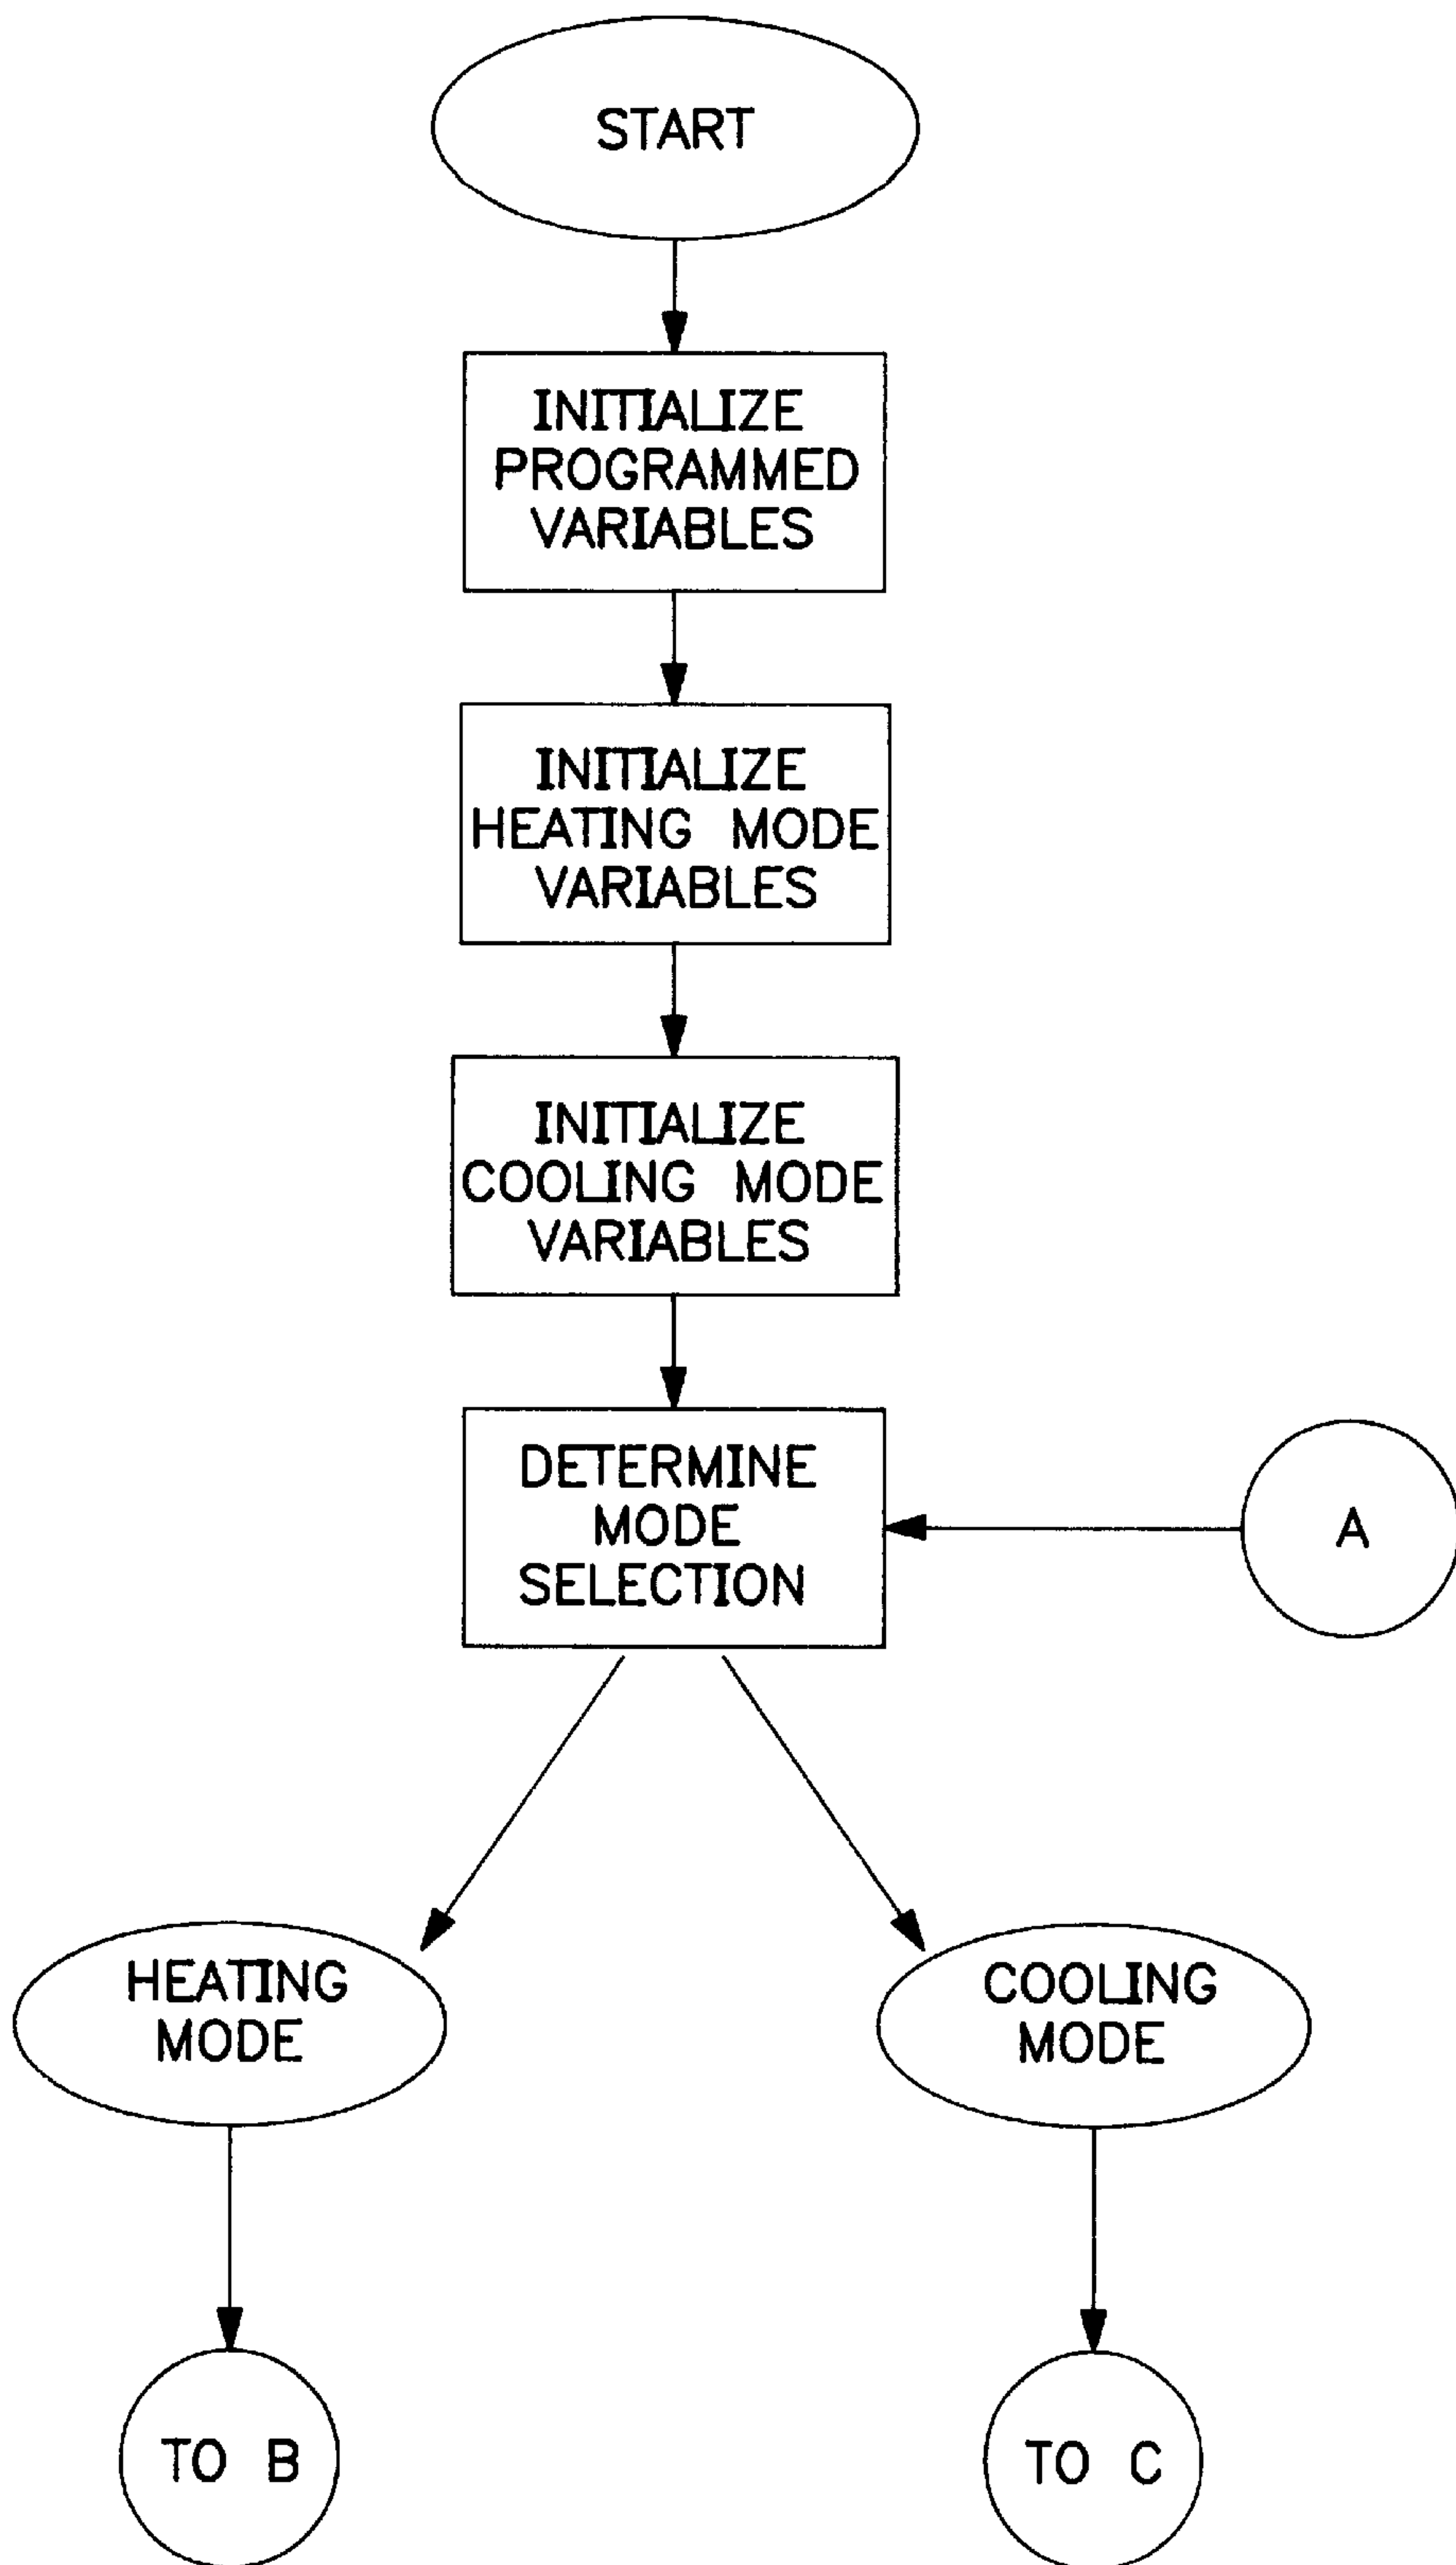 START
INITIALIZE
PROGRAMMED
VARIABLES
INITIALIZE
HEATING MODE
VARIABLES
INITIALIZE
COOLING MODE
VARIABLES
DETERMINE
MODE
SELECTION
A
HEATING
MODE
COOLING
MODE
TO B
TO C